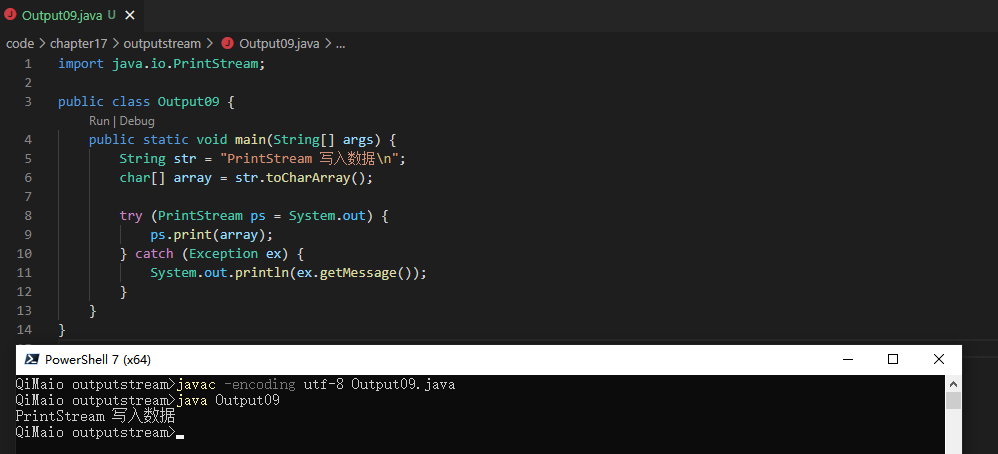 Output09.java U
code > chapter17 > outputstream > Output09.java > ...
1 import java.io.PrintStream;
2
3 public class Output09 {
Run | Debug
4 public static void main(String[] args) {
5 String str = "PrintStream 写入数据\n";
6 char[] array = str.toCharArray();
7
8 try (PrintStream ps = System.out) {
9 ps.print(array);
10 } catch (Exception ex) {
11 System.out.println(ex.getMessage());
12 }
13 }
14 }
PowerShell 7 (x64)
QiMaio outputstream>javac -encoding utf-8 Output09.java
QiMaio outputstream>java Output09
PrintStream 写入数据
QiMaio outputstream>